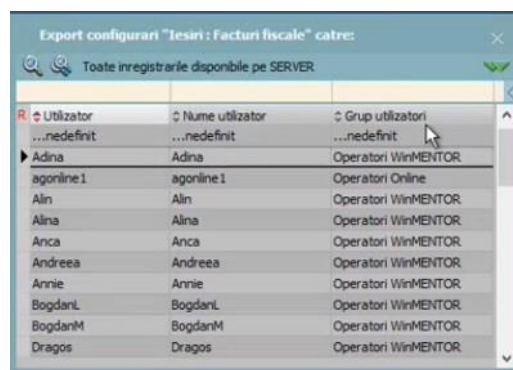 Export configurari "Iesiri : Facturi fiscale" catre:
Toate inregistrarile disponibile pe SERVER
R Utilizator Nume utilizator Grup utilizatori
...nedefinit ...nedefinit ...nedefinit
Adina Adina Operatori WinMENTOR
agonline1 agonline1 Operatori Online
Alin Alin Operatori WinMENTOR
Alina Alina Operatori WinMENTOR
Anca Anca Operatori WinMENTOR
Andreea Andreea Operatori WinMENTOR
Annie Annie Operatori WinMENTOR
BogdanL BogdanL Operatori WinMENTOR
BogdanM BogdanM Operatori WinMENTOR
Dragos Dragos Operatori WinMENTOR